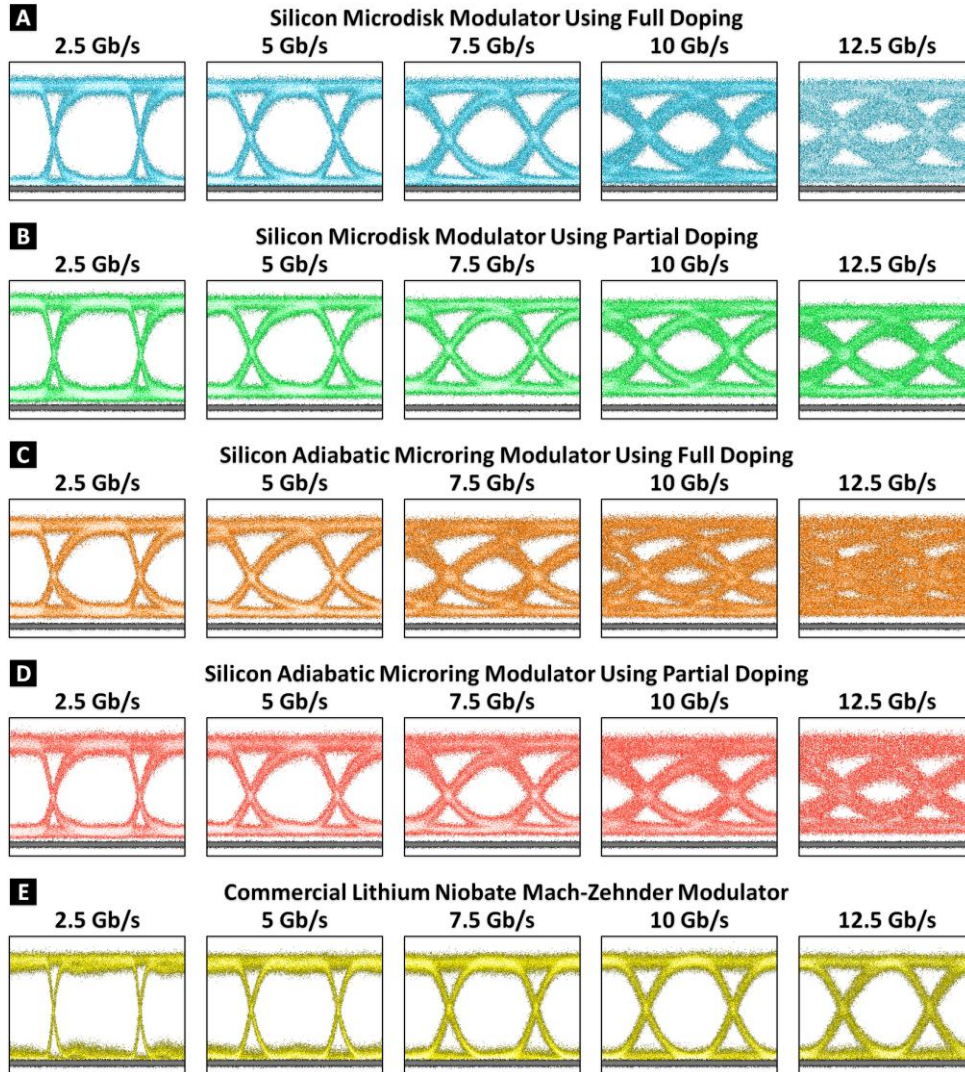 A Silicon Microdisk Modulator Using Full Doping
2.5 Gb/s 5 Gb/s 7.5 Gb/s 10 Gb/s 12.5 Gb/s
B Silicon Microdisk Modulator Using Partial Doping
2.5 Gb/s 5 Gb/s 7.5 Gb/s 10 Gb/s 12.5 Gb/s
C Silicon Adiabatic Microring Modulator Using Full Doping
2.5 Gb/s 5 Gb/s 7.5 Gb/s 10 Gb/s 12.5 Gb/s
D Silicon Adiabatic Microring Modulator Using Partial Doping
2.5 Gb/s 5 Gb/s 7.5 Gb/s 10 Gb/s 12.5 Gb/s
E Commercial Lithium Niobate Mach-Zehnder Modulator
2.5 Gb/s 5 Gb/s 7.5 Gb/s 10 Gb/s 12.5 Gb/s